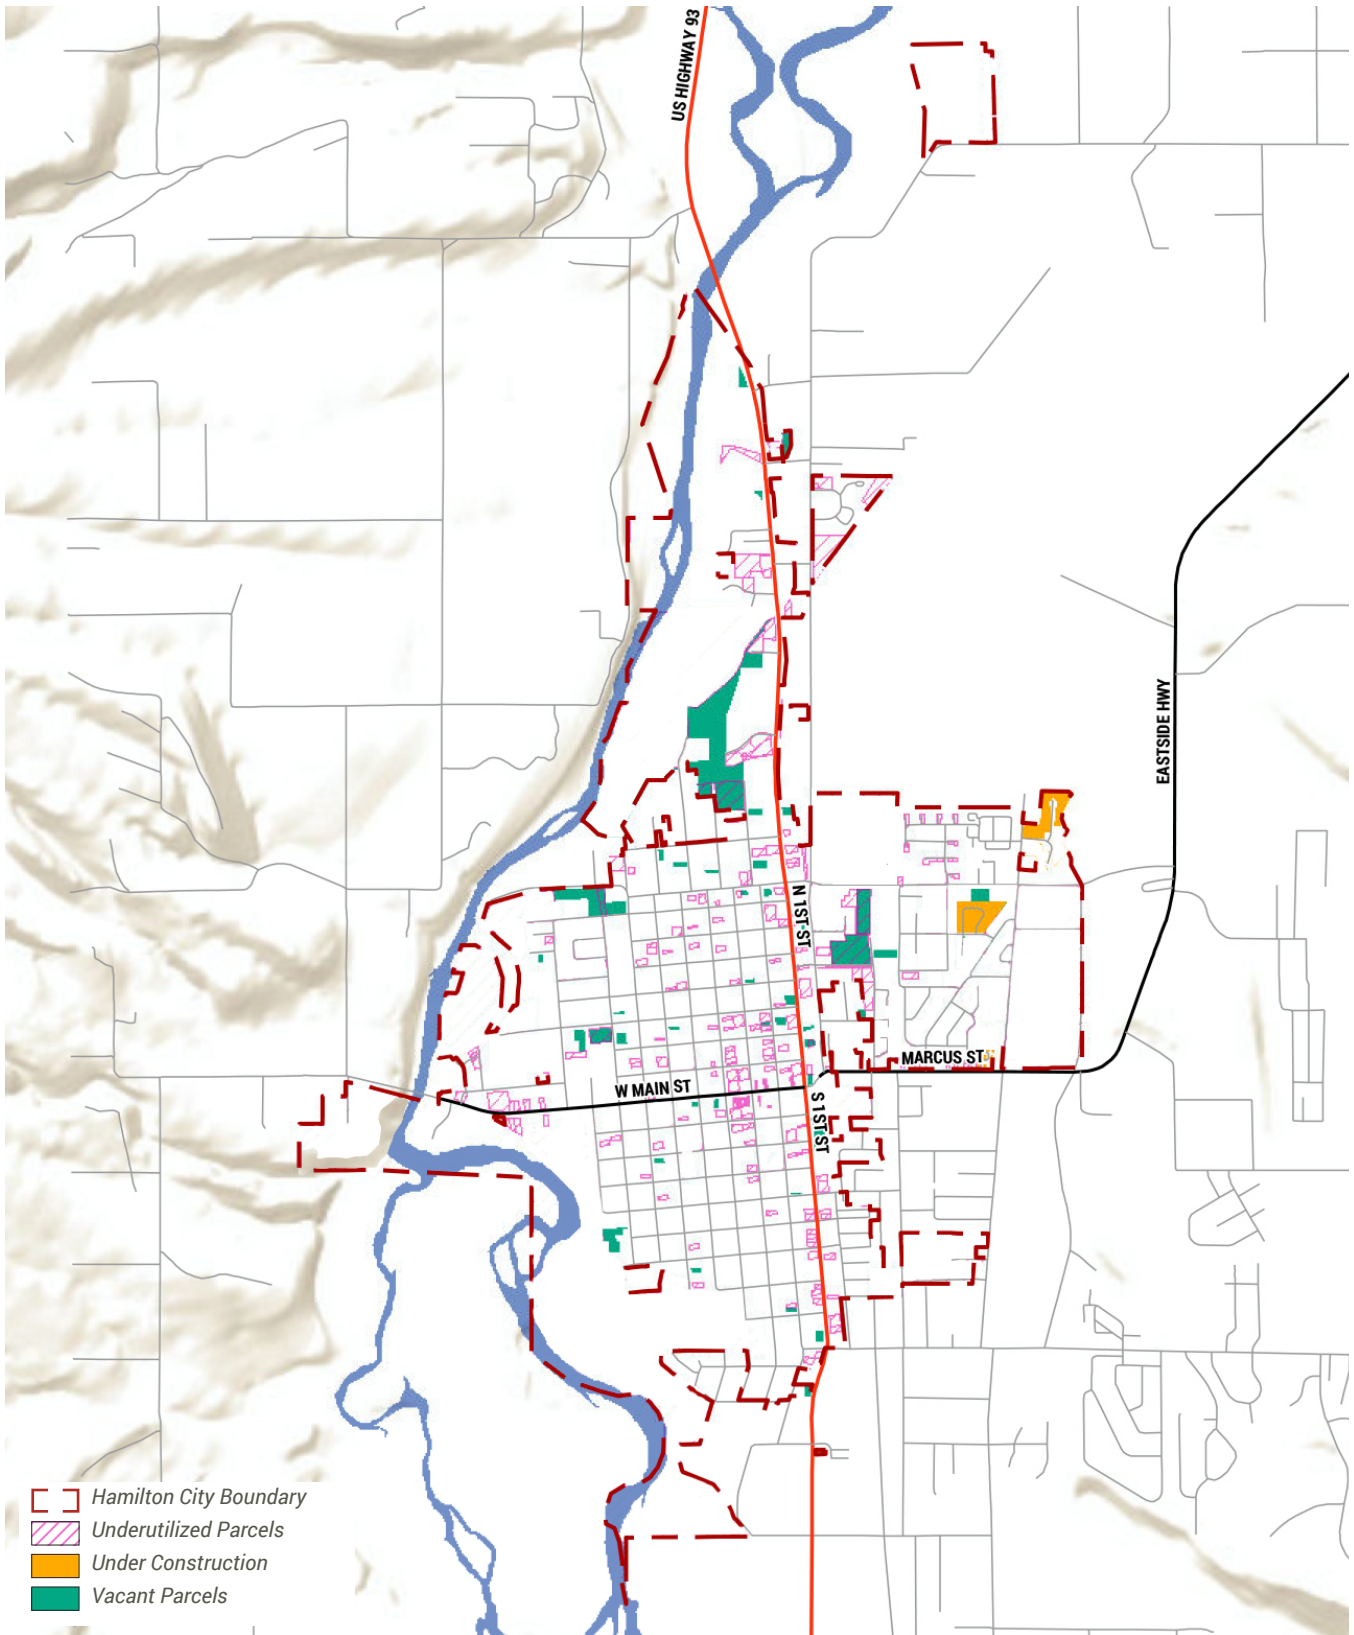 US HIGHWAY 93
EASTSIDE HWY
N 1ST ST
MARCUS ST
W MAIN ST
S 1ST ST
Hamilton City Boundary
Underutilized Parcels
Under Construction
Vacant Parcels